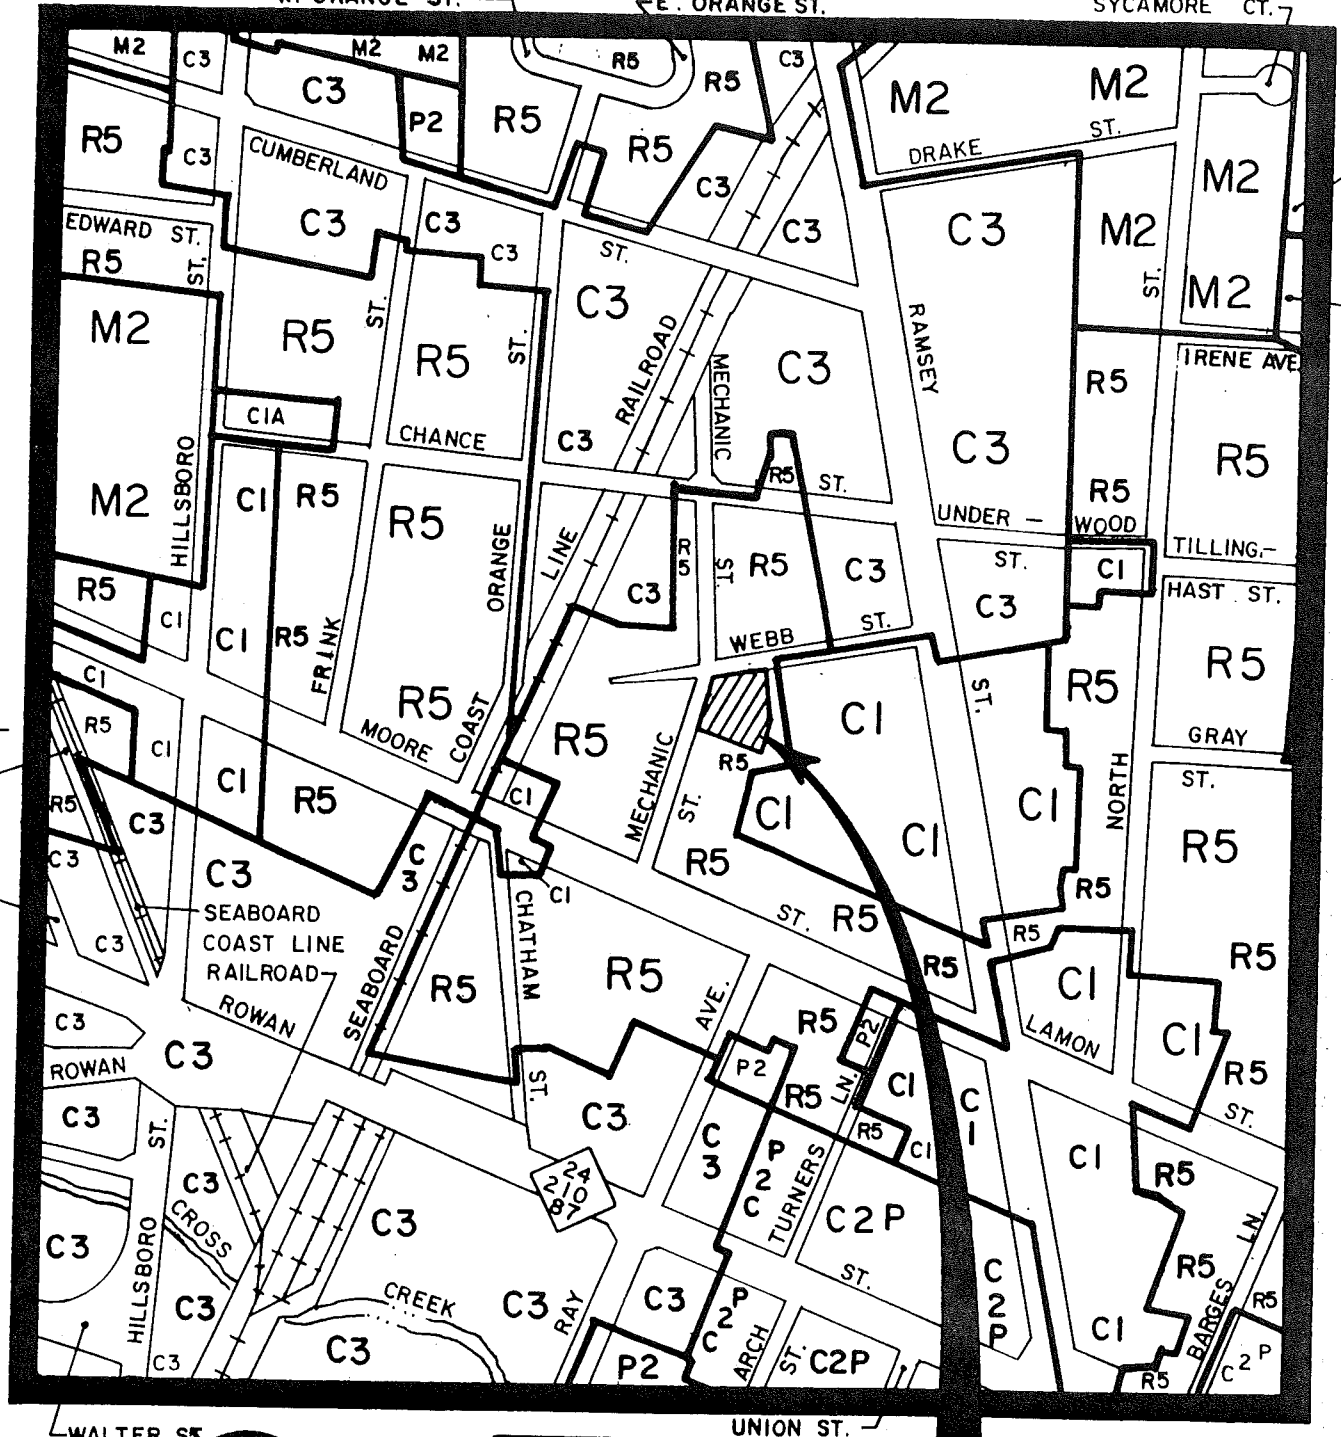 ORANGE ST.
E. ORANGE ST.
SYCAMORE CT.
M2
C3
M2
M2
R5
C3
M2
M2
C3
P2
R5
R5
R5
ST.
DRAKE
R5
C3
CUMBERLAND
C3
M2
EDWARD ST.
C3
C3
C3
ST.
C3
C3
M2
R5
ST.
C3
ST.
M2
M2
R5
ST.
R5
ST.
RAILROAD
MECHANIC
C3
RAMSEY
IRENE AVE.
R5
C1A
CHANCE
C3
C3
R5
HILLSBORO
M2
C1
R5
R5
R5
ST.
R5
UNDER-
WOOD
ORANGE
LINE
R5
ST.
R5
C3
ST.
C1
TILLING-
R5
C1
C3
C3
HAST ST.
C1
R5
FRINK
WEBB
ST.
R5
C1
R5
ST.
R5
C1
R5
MOORE
COAST
R5
MECHANIC
GRAY
R5
C1
C1
R5
C1
R5
ST.
C1
C1
NORTH
ST.
R5
C3
C3
C3
C1
R5
C1
R5
R5
C3
SEABOARD
COAST LINE
RAILROAD
CHATHAM
ST.
R5
R5
C3
SEABOARD
R5
R5
R5
R5
C1
C3
ROWAN
AVE.
R5
P2
LAMON
C1
ROWAN
C3
P2
R5
LN.
C1
C1
R5
C3
ST.
ST.
C3
R5
C1
ST.
C3
24
210
87
C3
P2C
TURNERS
C1
R5
C3
CROSS
C3
C2P
LN.
C3
HILLSBORO
ST.
C2P
R5
C3
CREEK
C3
RAY
C3
P2C
BARGES
R5
C3
C3
P2
ARCH
ST.
C2P
C1
R5
C2P
WALTER ST.
UNION ST.